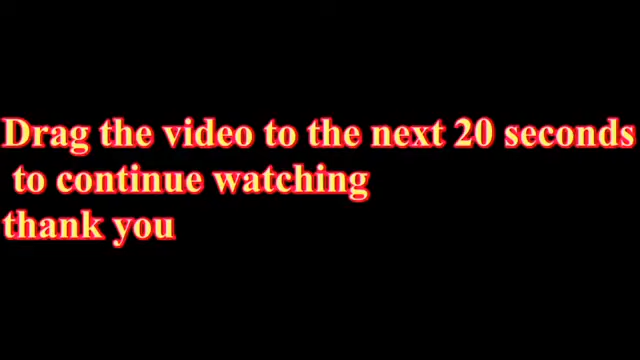 Drag the video to the next 20 seconds
to continue watching
thank you